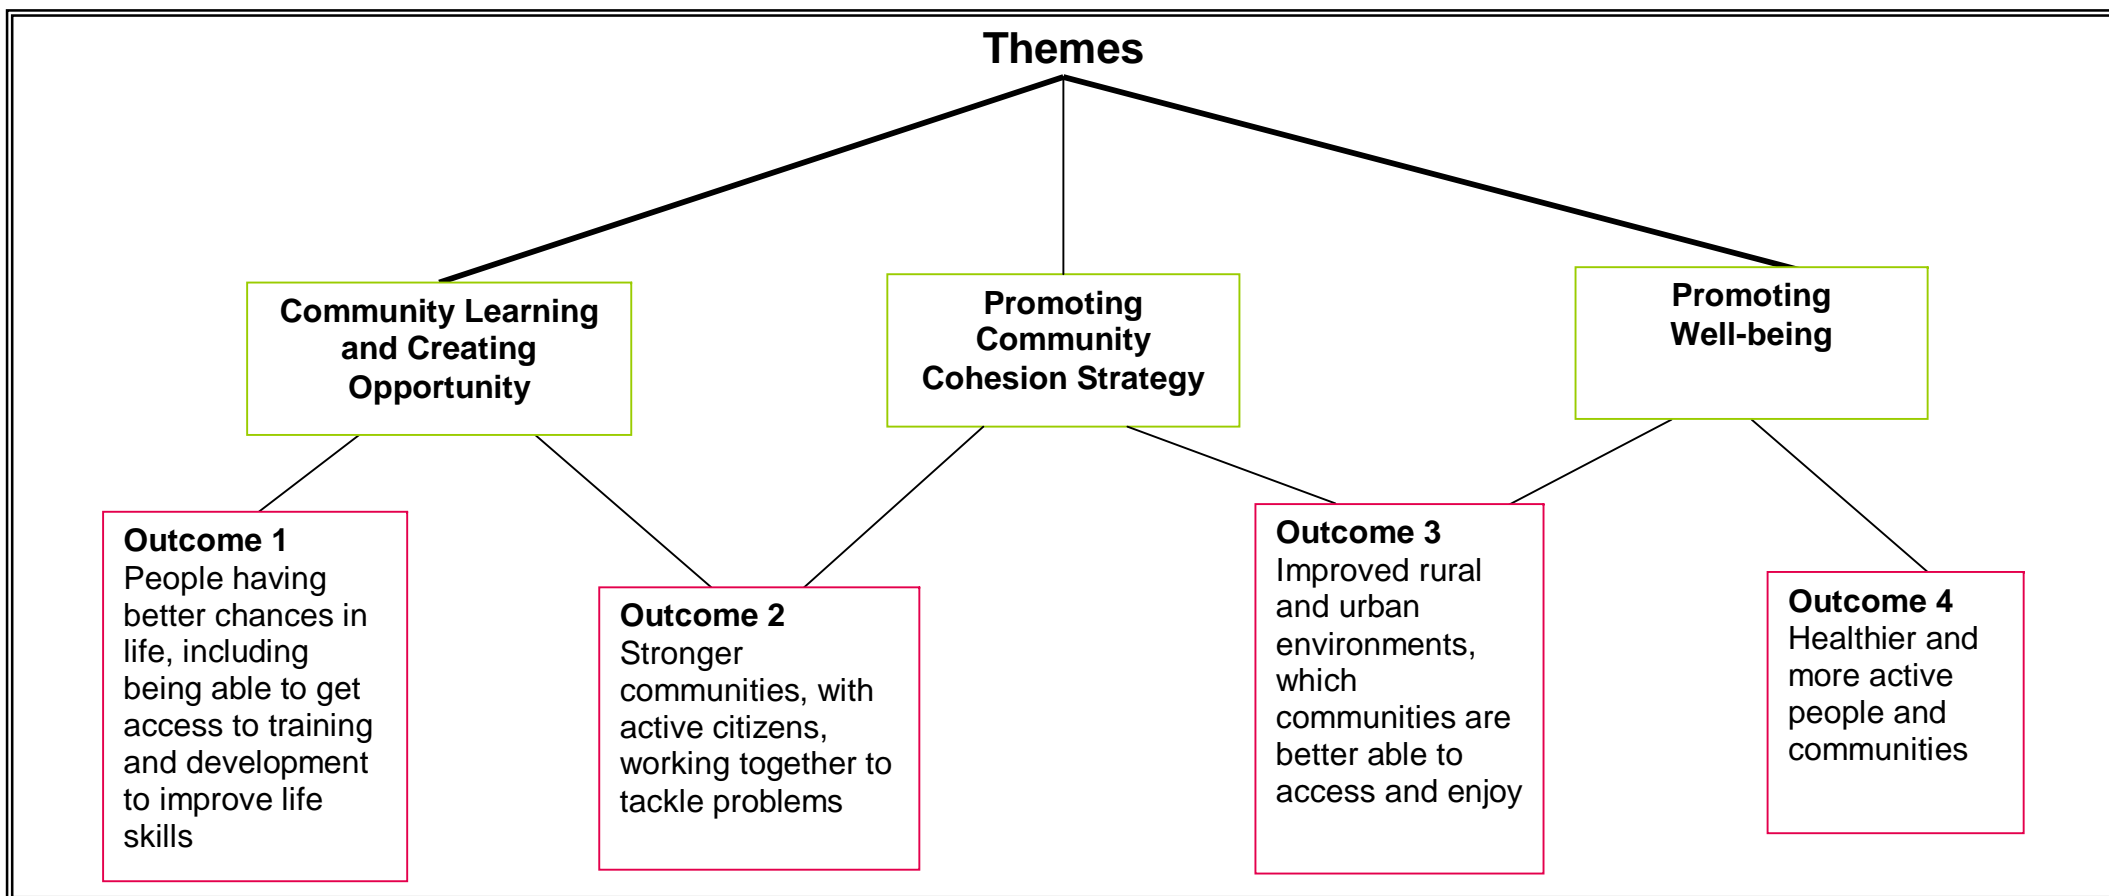 Themes
Community Learning
and Creating
Opportunity
Promoting
Community
Cohesion Strategy
Promoting
Well-being
Outcome 1
People having
better chances in
life, including
being able to get
access to training
and development
to improve life
skills
Outcome 2
Stronger
communities, with
active citizens,
working together to
tackle problems
Outcome 3
Improved rural
and urban
environments,
which
communities are
better able to
access and enjoy
Outcome 4
Healthier and
more active
people and
communities